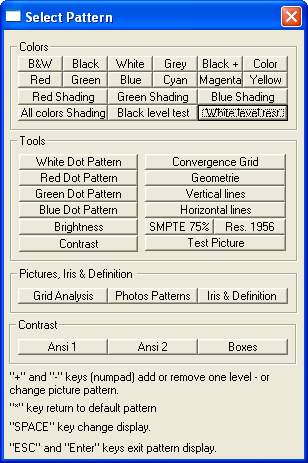 Select Pattern
Colors
B&W Black White Grey Black + Color
Red Green Blue Cyan Magenta Yellow
Red Shading Green Shading Blue Shading
All colors Shading Black level test White level test
Tools
White Dot Pattern Convergence Grid
Red Dot Pattern Geometrie
Green Dot Pattern Vertical lines
Blue Dot Pattern Horizontal lines
Brightness SMPTE 75% Res. 1956
Contrast Test Picture
Pictures, Iris & Definition
Grid Analysis Photos Patterns Iris & Definition
Contrast
Ansi 1 Ansi 2 Boxes
"+" and "-" keys (numpad) add or remove one level - or
change picture pattern.
"*" key return to default pattern
"SPACE" key change display.
"ESC" and "Enter" keys exit pattern display.